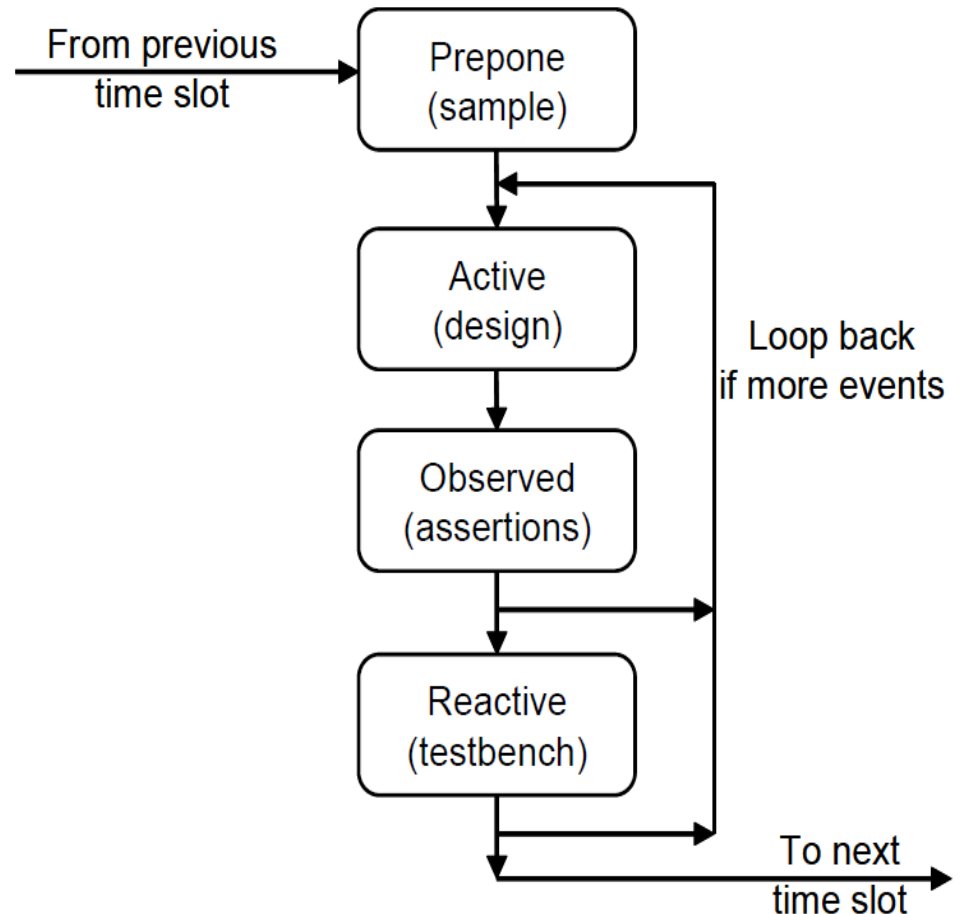 From previous
time slot
Prepone
(sample)
Active
(design)
Loop back
if more events
Observed
(assertions)
Reactive
(testbench)
To next
time slot